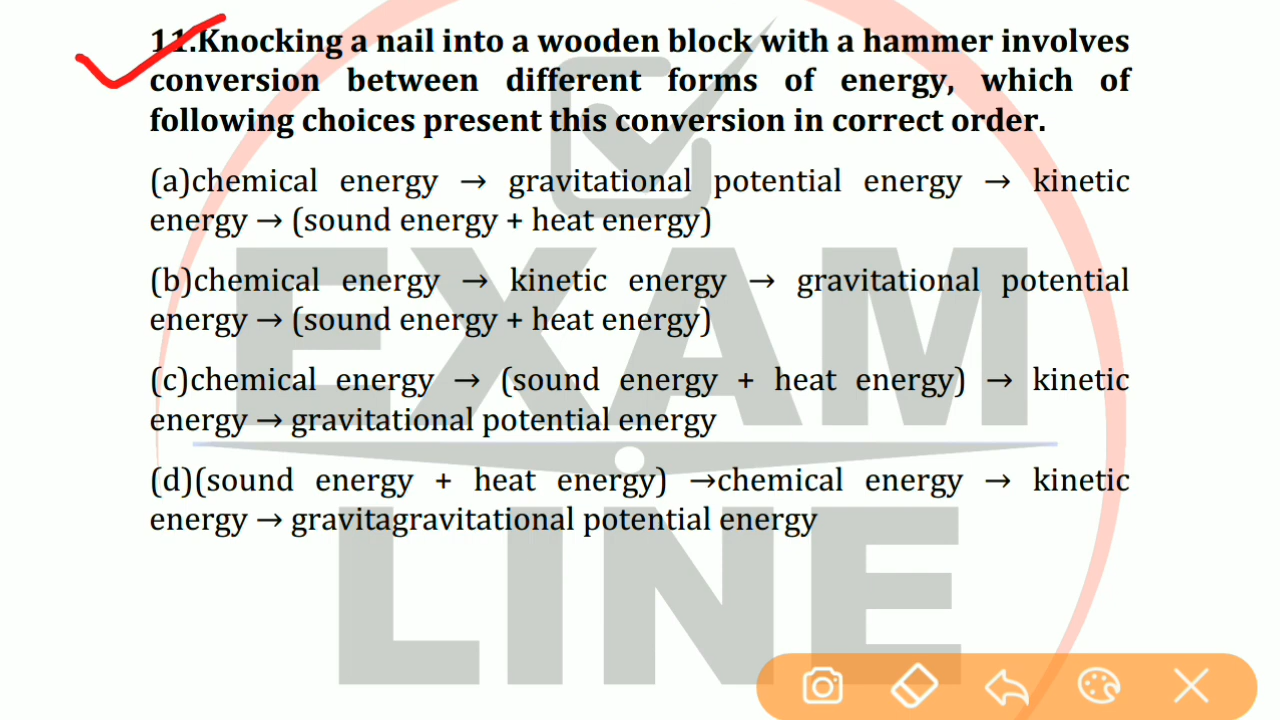 11.Knocking a nail into a wooden block with a hammer involves
conversion between different forms of energy, which of
following choices present this conversion in correct order.
(a)chemical energy → gravitational potential energy → kinetic
energy → (sound energy + heat energy)
(b)chemical energy → kinetic energy → gravitational potential
energy → (sound energy + heat energy)
(c)chemical energy → (sound energy + heat energy) → kinetic
energy → gravitational potential energy
(d)(sound energy + heat energy) →chemical energy → kinetic
energy → gravitagravitational potential energy
EXAM
LINE